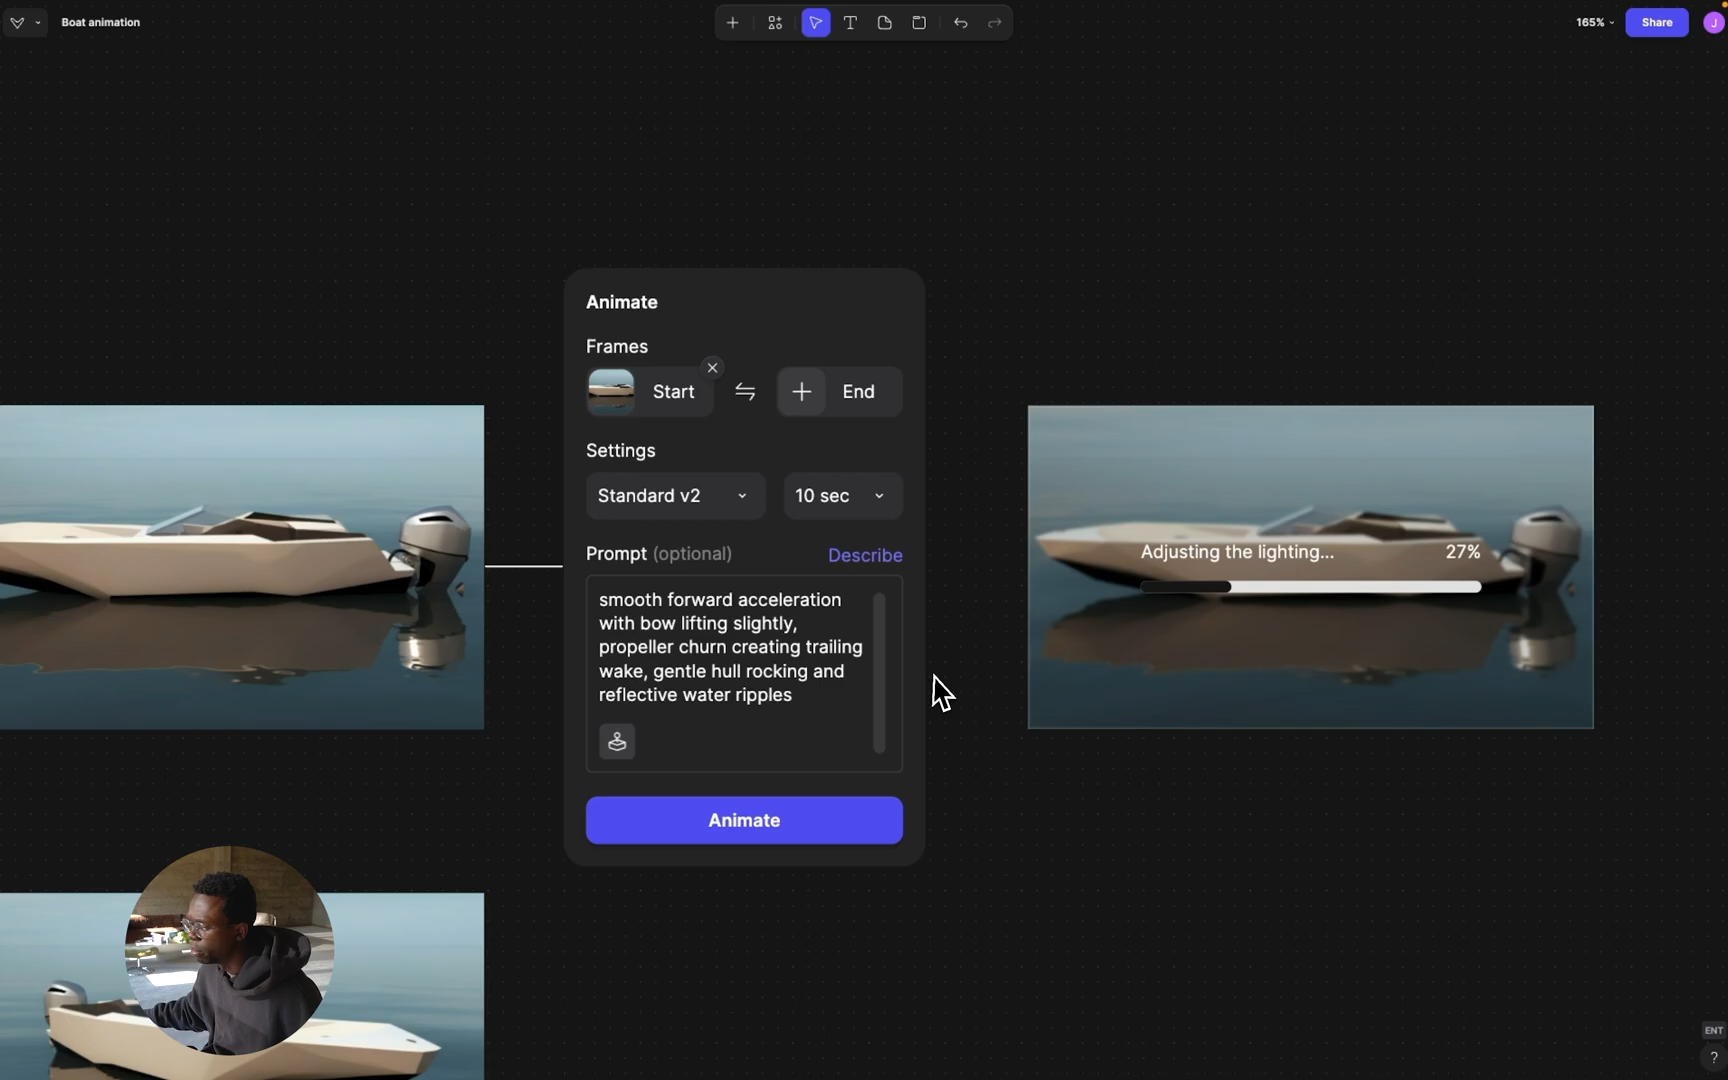 Boat animation
165%
Share
J
Animate
Frames
Start
End
Settings
Standard v2
10 sec
Prompt (optional)
Describe
smooth forward acceleration
with bow lifting slightly,
propeller churn creating trailing
wake, gentle hull rocking and
reflective water ripples
Animate
Adjusting the lighting...
27%
ENT
?